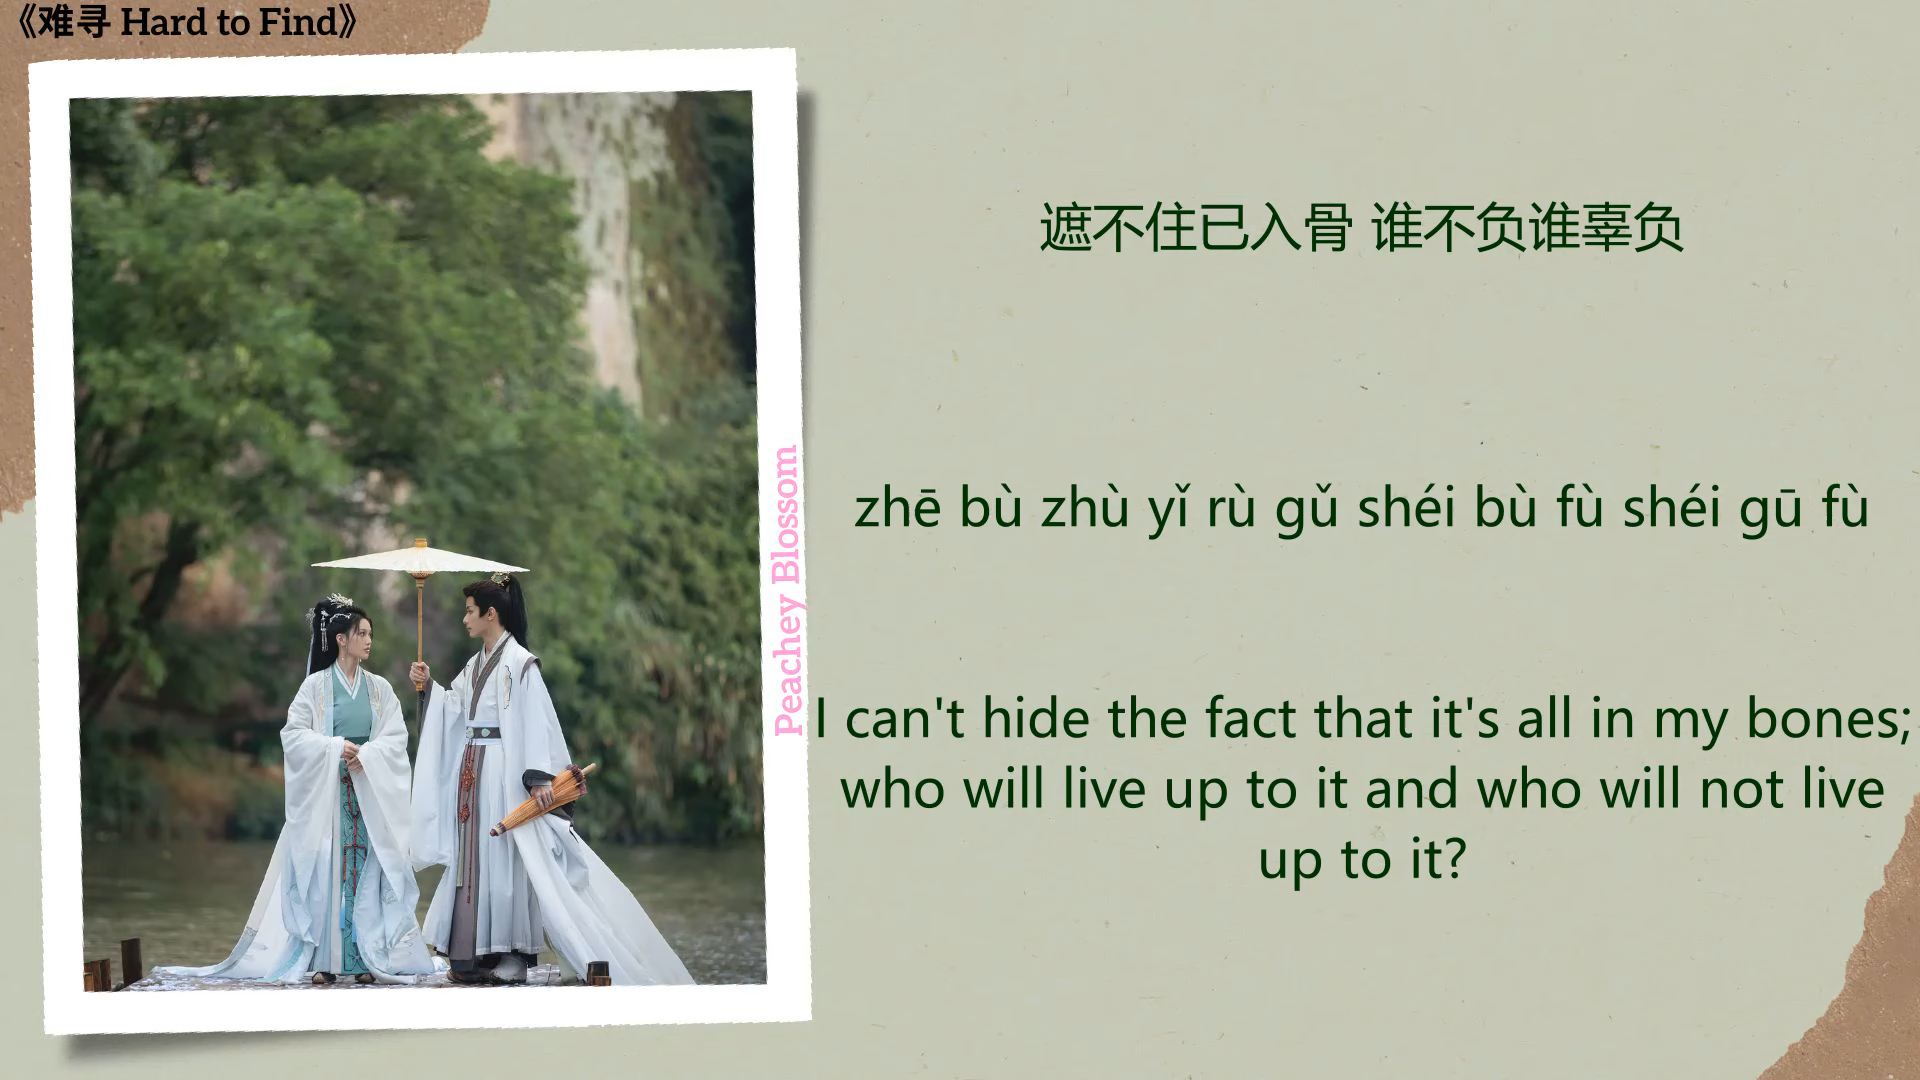 《难寻 Hard to Find》
遮不住已入骨 谁不负谁辜负
zhē bù zhù yǐ rù gǔ shéi bù fù shéi gū fù
Peachey Blossom
I can't hide the fact that it's all in my bones;
who will live up to it and who will not live
up to it?